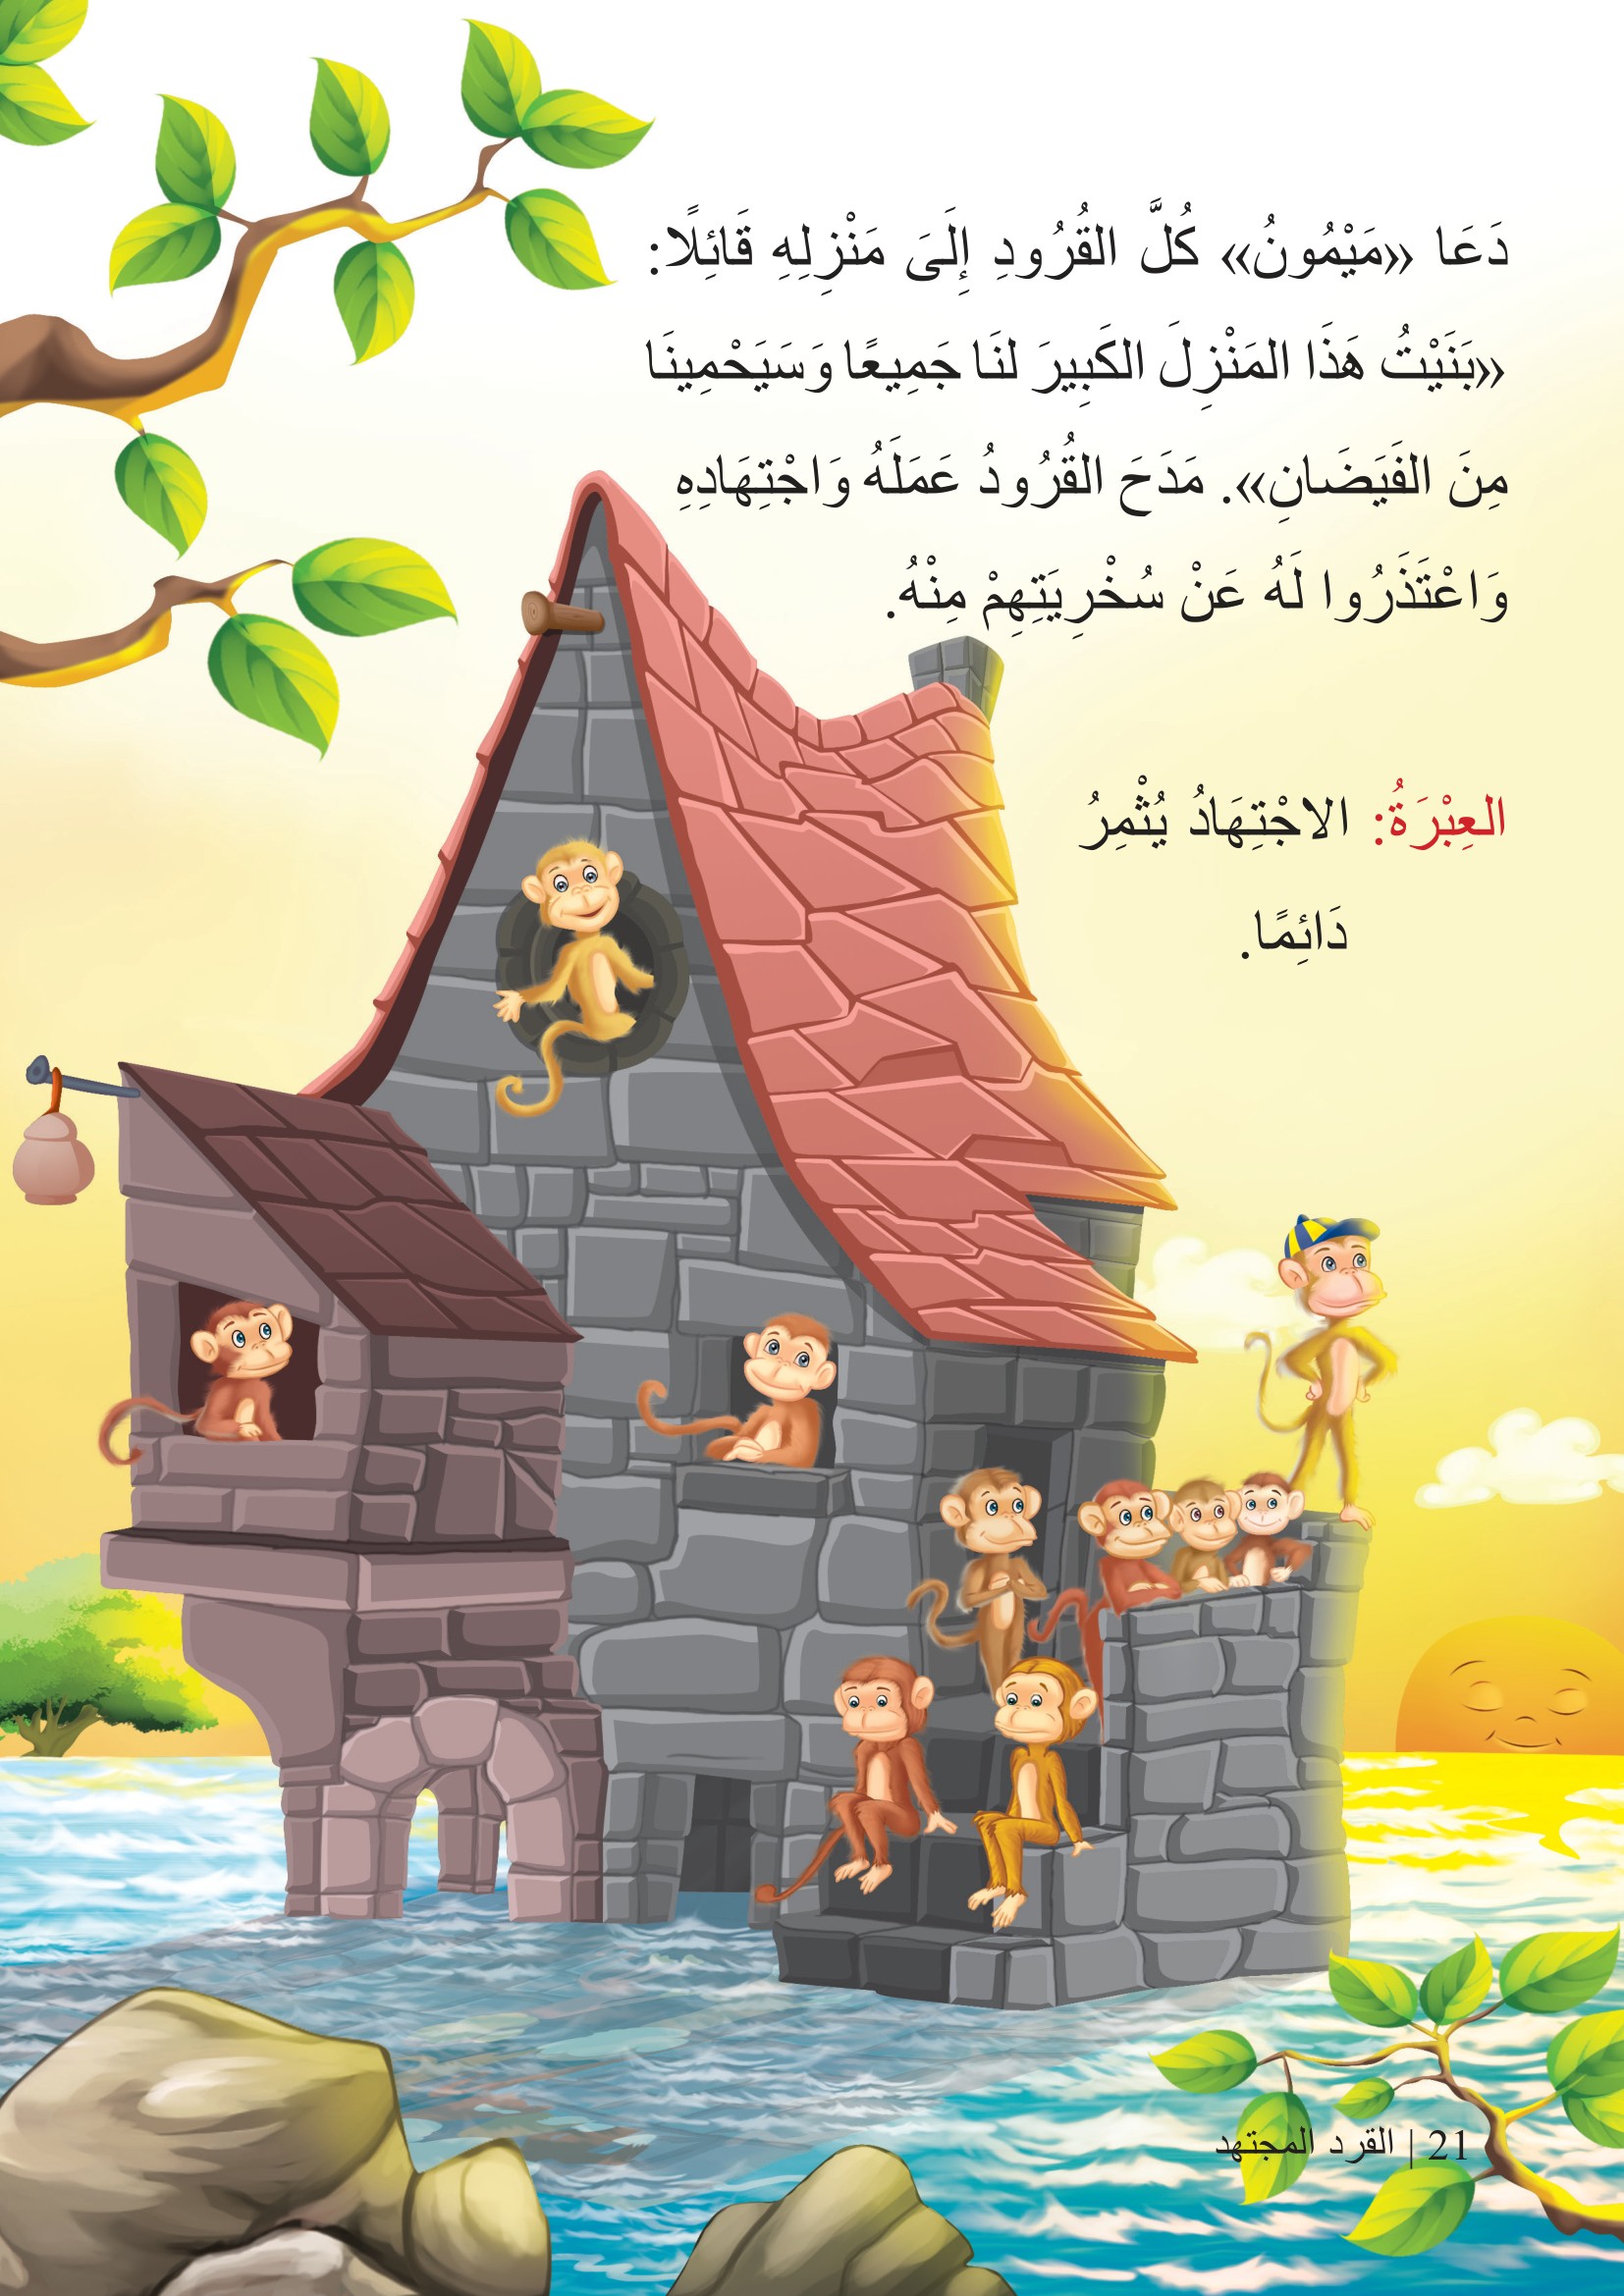 دَعَا «مَيْمُونُ» كُلَّ القُرُودِ إِلَىَ مَنْزِلِهِ قَائِلًا:
«بَنَيْتُ هَذَا المَنْزِلَ الكَبِيرَ لنَا جَمِيعًا وَسَيَحْمِينَا
مِنَ الفَيَضَانِ». مَدَحَ القُرُودُ عَمَلَهُ وَاجْتِهَادِهِ
وَاعْتَذَرُوا لَهُ عَنْ سُخْرِيَتِهِمْ مِنْهُ.
العِبْرَةُ: الاجْتِهَادُ يُثْمِرُ
دَائِمًا.
21 | القرد المجتهد